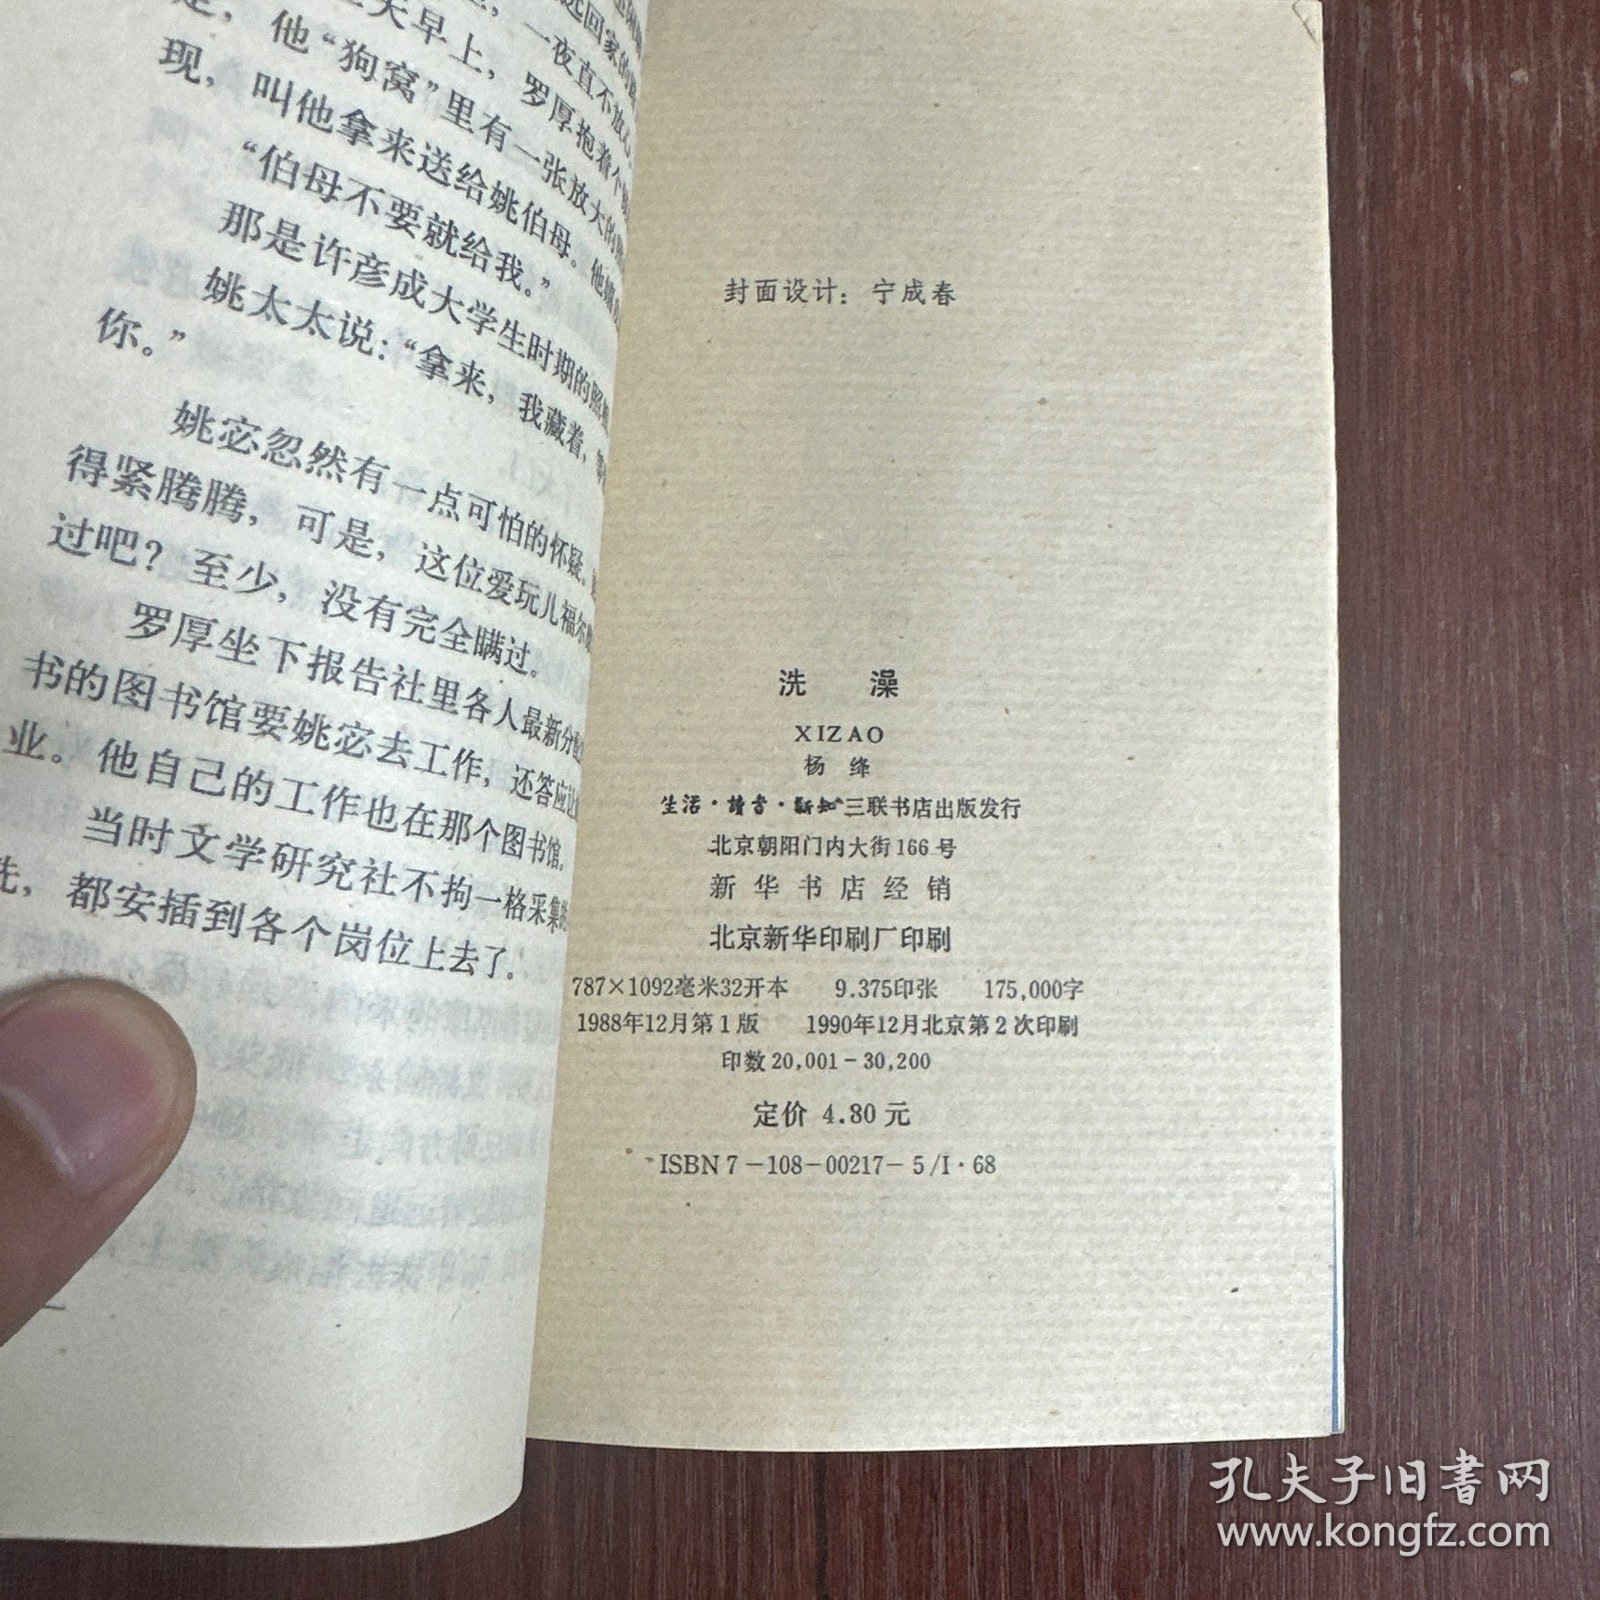 三天早上，罗厚抱着个
一夜直不放心。
他“狗窝”里有一张放大的
现，叫他拿来送给姚伯母。他
“伯母不要就给我。”
那是许彦成大学生时期的照
姚太太说：“拿来，我藏着，
你。”
姚宓忽然有一点可怕的怀疑。
得紧腾腾，可是，这位爱玩儿福尔
过吧？至少，没有完全瞒过。
罗厚坐下报告社里各人最新分
书的图书馆要姚宓去工作，还答应让
业。他自己的工作也在那个图书馆。
当时文学研究社不拘一格采集
洗，都安插到各个岗位上去了。
封面设计：宁成春
洗 澡
XIZAO
杨 绛
生活·讀書·新知三联书店出版发行
北京朝阳门内大街166号
新华书店经销
北京新华印刷厂印刷
787×1092毫米32开本 9.375印张 175,000字
1988年12月第1版 1990年12月北京第2次印刷
印数20,001－30,200
定价 4.80元
ISBN7－108－00217－5/I·68
孔夫子旧書网
www.kongfz.com